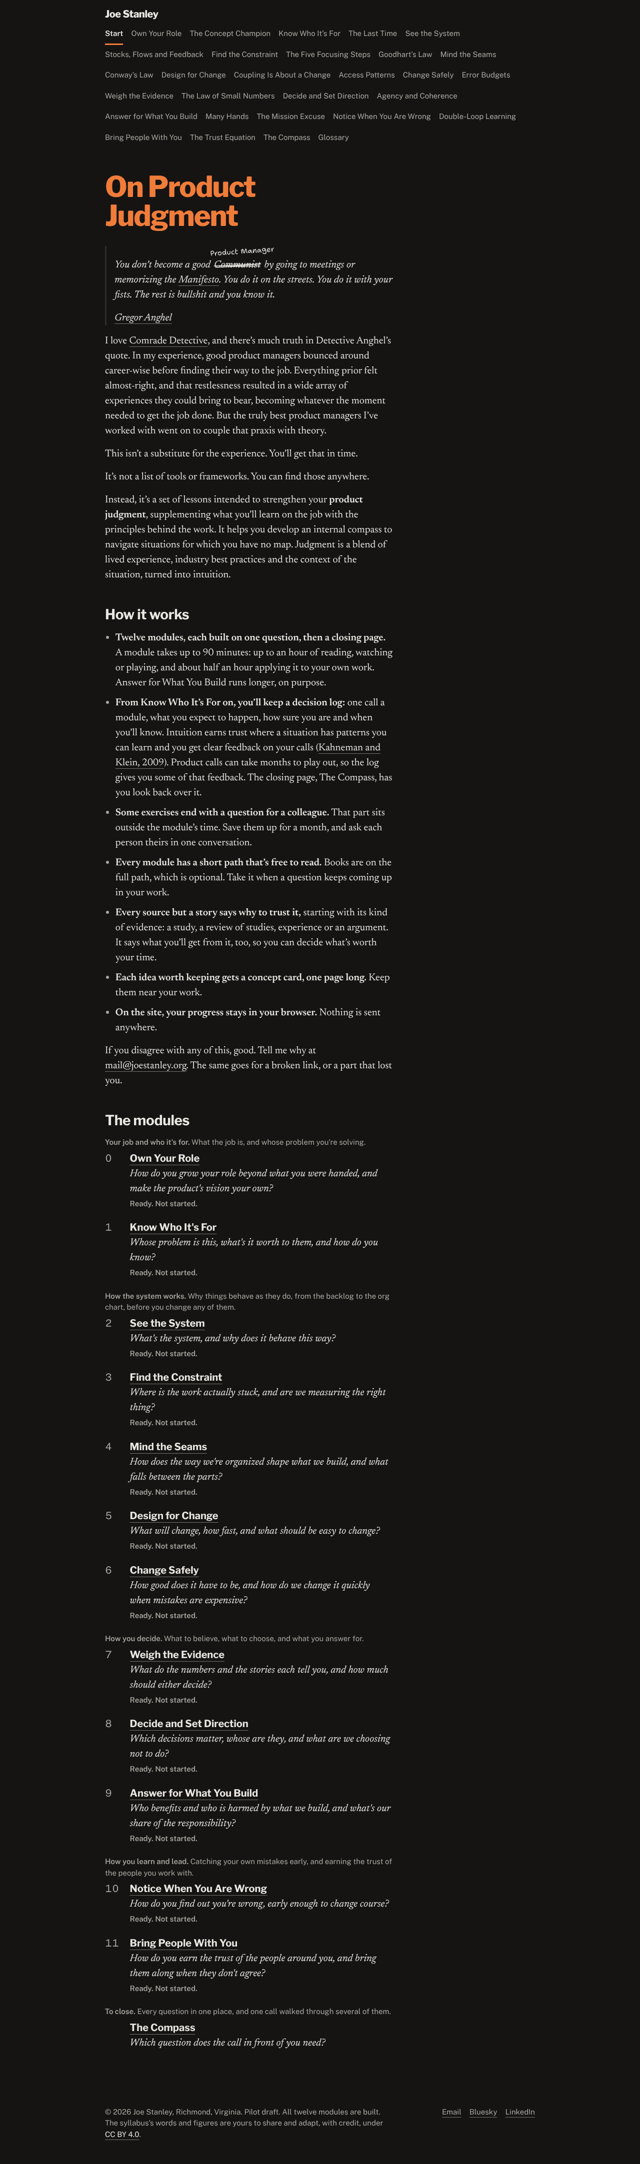 Joe Stanley
Start Own Your Role The Concept Champion Know Who It's For The Last Time See the System
Stocks, Flows and Feedback Find the Constraint The Five Focusing Steps Goodhart's Law Mind the Seams
Conway's Law Design for Change Coupling Is About a Change Access Patterns Change Safely Error Budgets
Weigh the Evidence The Law of Small Numbers Decide and Set Direction Agency and Coherence
Answer for What You Build Many Hands The Mission Excuse Notice When You Are Wrong Double-Loop Learning
Bring People With You The Trust Equation The Compass Glossary
On Product
Judgment
Product Manager
You don't become a good Communist by going to meetings or
memorizing the Manifesto. You do it on the streets. You do it with your
fists. The rest is bullshit and you know it.
Gregor Anghel
I love Comrade Detective, and there's much truth in Detective Anghel's
quote. In my experience, good product managers bounced around
career-wise before finding their way to the job. Everything prior felt
almost-right, and that restlessness resulted in a wide array of
experiences they could bring to bear, becoming whatever the moment
needed to get the job done. But the truly best product managers I've
worked with went on to couple that praxis with theory.
This isn't a substitute for the experience. You'll get that in time.
It's not a list of tools or frameworks. You can find those anywhere.
Instead, it's a set of lessons intended to strengthen your product
judgment, supplementing what you'll learn on the job with the
principles behind the work. It helps you develop an internal compass to
navigate situations for which you have no map. Judgment is a blend of
lived experience, industry best practices and the context of the
situation, turned into intuition.
How it works
• Twelve modules, each built on one question, then a closing page.
A module takes up to 90 minutes: up to an hour of reading, watching
or playing, and about half an hour applying it to your own work.
Answer for What You Build runs longer, on purpose.
• From Know Who It's For on, you'll keep a decision log: one call a
module, what you expect to happen, how sure you are and when
you'll know. Intuition earns trust where a situation has patterns you
can learn and you get clear feedback on your calls (Kahneman and
Klein, 2009). Product calls can take months to play out, so the log
gives you some of that feedback. The closing page, The Compass, has
you look back over it.
• Some exercises end with a question for a colleague. That part sits
outside the module's time. Save them up for a month, and ask each
person theirs in one conversation.
• Every module has a short path that's free to read. Books are on the
full path, which is optional. Take it when a question keeps coming up
in your work.
• Every source but a story says why to trust it, starting with its kind
of evidence: a study, a review of studies, experience or an argument.
It says what you'll get from it, too, so you can decide what's worth
your time.
• Each idea worth keeping gets a concept card, one page long. Keep
them near your work.
• On the site, your progress stays in your browser. Nothing is sent
anywhere.
If you disagree with any of this, good. Tell me why at
mail@joestanley.org. The same goes for a broken link, or a part that lost
you.
The modules
Your job and who it's for. What the job is, and whose problem you're solving.
0 Own Your Role
How do you grow your role beyond what you were handed, and
make the product's vision your own?
Ready. Not started.
1 Know Who It's For
Whose problem is this, what's it worth to them, and how do you
know?
Ready. Not started.
How the system works. Why things behave as they do, from the backlog to the org
chart, before you change any of them.
2 See the System
What's the system, and why does it behave this way?
Ready. Not started.
3 Find the Constraint
Where is the work actually stuck, and are we measuring the right
thing?
Ready. Not started.
4 Mind the Seams
How does the way we're organized shape what we build, and what
falls between the parts?
Ready. Not started.
5 Design for Change
What will change, how fast, and what should be easy to change?
Ready. Not started.
6 Change Safely
How good does it have to be, and how do we change it quickly
when mistakes are expensive?
Ready. Not started.
How you decide. What to believe, what to choose, and what you answer for.
7 Weigh the Evidence
What do the numbers and the stories each tell you, and how much
should either decide?
Ready. Not started.
8 Decide and Set Direction
Which decisions matter, whose are they, and what are we choosing
not to do?
Ready. Not started.
9 Answer for What You Build
Who benefits and who is harmed by what we build, and what's our
share of the responsibility?
Ready. Not started.
How you learn and lead. Catching your own mistakes early, and earning the trust of
the people you work with.
10 Notice When You Are Wrong
How do you find out you're wrong, early enough to change course?
Ready. Not started.
11 Bring People With You
How do you earn the trust of the people around you, and bring
them along when they don't agree?
Ready. Not started.
To close. Every question in one place, and one call walked through several of them.
The Compass
Which question does the call in front of you need?
© 2026 Joe Stanley, Richmond, Virginia. Pilot draft. All twelve modules are built.
The syllabus's words and figures are yours to share and adapt, with credit, under
CC BY 4.0.
Email Bluesky LinkedIn